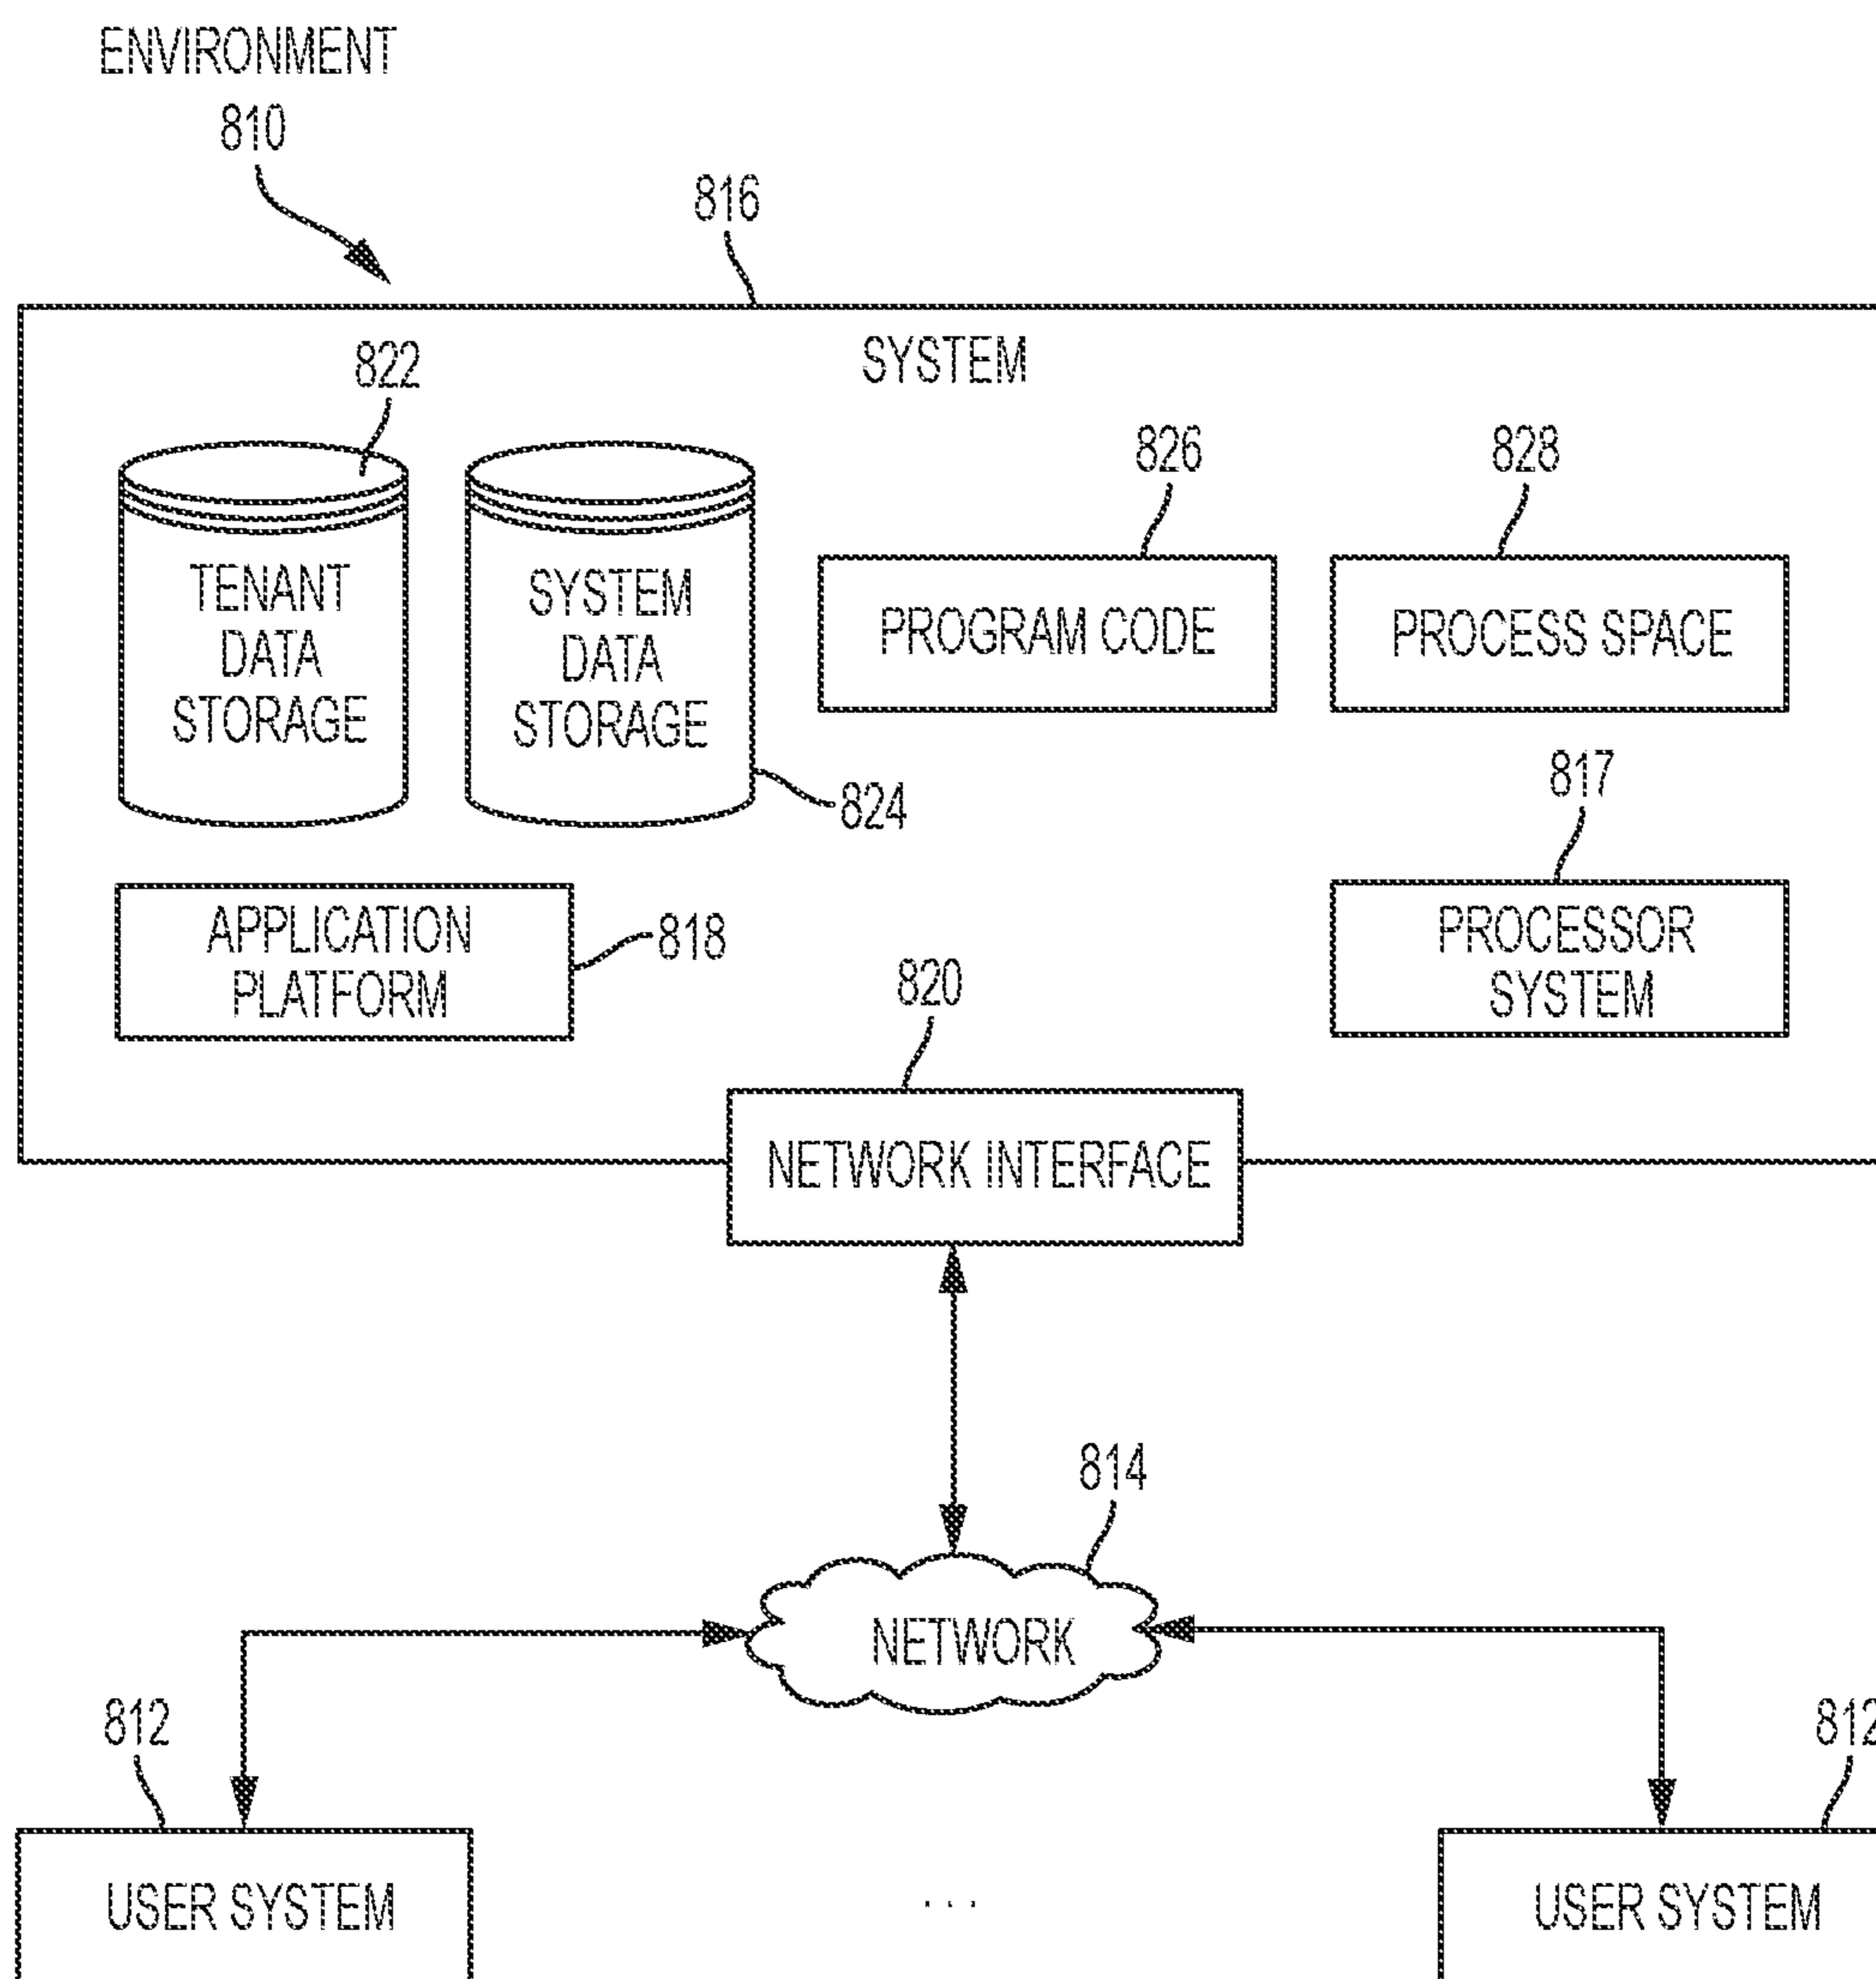 ENVIRONMENT
810
816
SYSTEM
822
826
828
TENANT
DATA
STORAGE
SYSTEM
DATA
STORAGE
PROGRAM CODE
PROCESS SPACE
824
817
APPLICATION
PLATFORM
818
PROCESSOR
SYSTEM
820
NETWORK INTERFACE
814
NETWORK
812
812
USER SYSTEM
. . .
USER SYSTEM